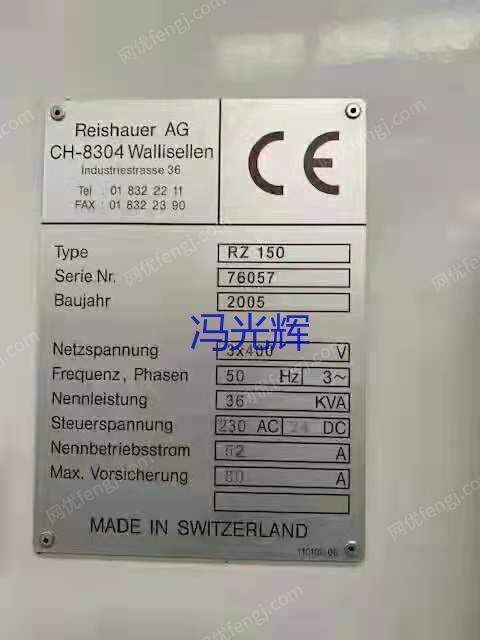 Reishauer AG
CH-8304 Wallisellen
Industriestrasse 36
Tel : 01 832 22 11
FAX : 01 832 23 90
CE
Type RZ 150
Serie Nr. 76057
Baujahr 2005
冯光辉
Netzspannung 3x400 V
Frequenz, Phasen 50 Hz 3~
Nennleistung 36 KVA
Steuerspannung 230 AC 24 DC
Nennbetriebsstrom 52 A
Max. Vorsicherung 80 A
MADE IN SWITZERLAND